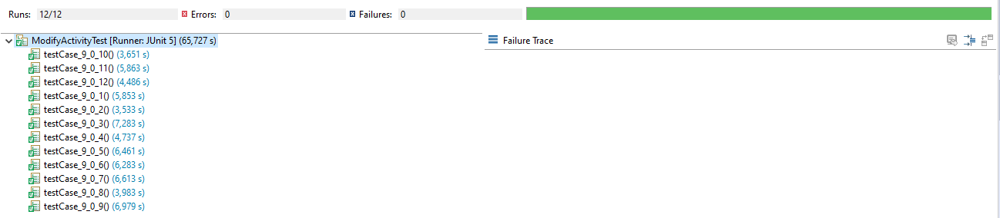 Runs: 12/12 Errors: 0 Failures: 0
ModifyActivityTest [Runner: JUnit 5] (65,727 s)
Failure Trace
testCase_9_0_10() (3,651 s)
testCase_9_0_11() (5,863 s)
testCase_9_0_12() (4,486 s)
testCase_9_0_1() (5,853 s)
testCase_9_0_2() (3,533 s)
testCase_9_0_3() (7,283 s)
testCase_9_0_4() (4,737 s)
testCase_9_0_5() (6,461 s)
testCase_9_0_6() (6,283 s)
testCase_9_0_7() (6,613 s)
testCase_9_0_8() (3,983 s)
testCase_9_0_9() (6,979 s)